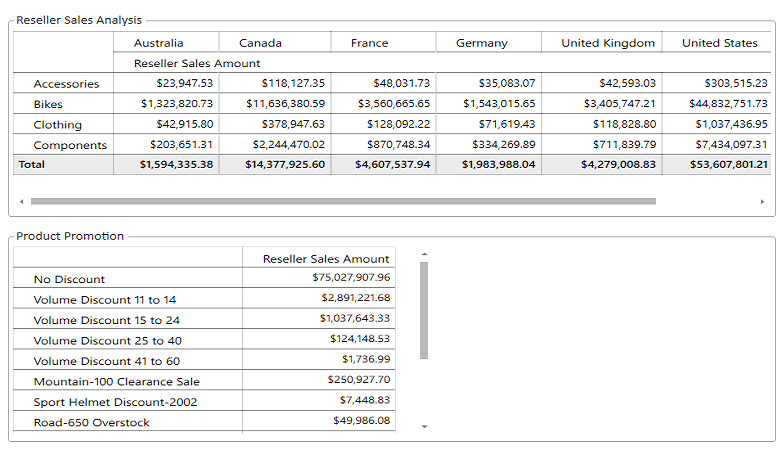 Reseller Sales Analysis
Australia Canada France Germany United Kingdom United States
Reseller Sales Amount
Accessories $23,947.53 $118,127.35 $48,031.73 $35,083.07 $42,593.03 $303,515.23
Bikes $1,323,820.73 $11,636,380.59 $3,560,665.65 $1,543,015.65 $3,405,747.21 $44,832,751.73
Clothing $42,915.80 $378,947.63 $128,092.22 $71,619.43 $118,828.80 $1,037,436.95
Components $203,651.31 $2,244,470.02 $870,748.34 $334,269.89 $711,839.79 $7,434,097.31
Total $1,594,335.38 $14,377,925.60 $4,607,537.94 $1,983,988.04 $4,279,008.83 $53,607,801.21
Product Promotion
Reseller Sales Amount
No Discount $75,027,907.96
Volume Discount 11 to 14 $2,891,221.68
Volume Discount 15 to 24 $1,037,643.33
Volume Discount 25 to 40 $124,148.53
Volume Discount 41 to 60 $1,736.99
Mountain-100 Clearance Sale $250,927.70
Sport Helmet Discount-2002 $7,448.83
Road-650 Overstock $49,986.08